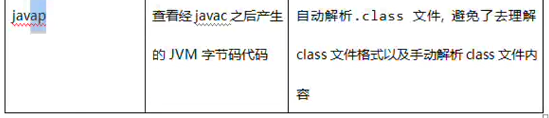 javap
查看经 javac 之后产生
的 JVM 字节码代码
自动解析.class 文件, 避免了去理解
class 文件格式以及手动解析 class 文件内
容